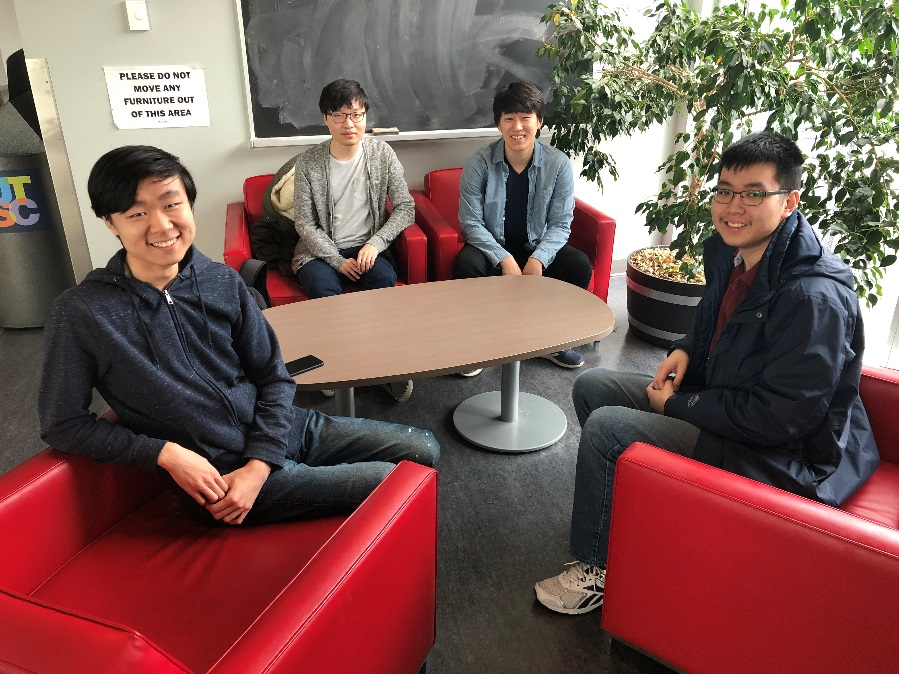 PLEASE DO NOT
MOVE ANY
FURNITURE OUT
OF THIS AREA
UT
SC